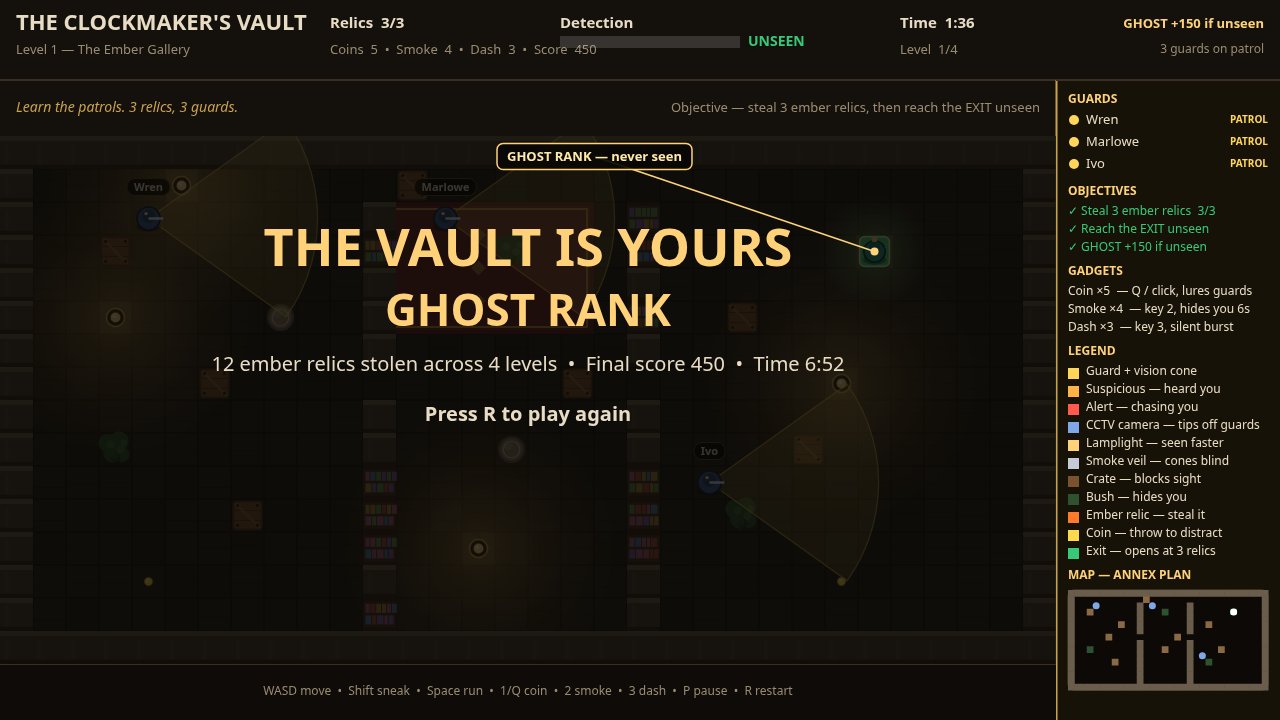 THE CLOCKMAKER'S VAULT
Level 1 — The Ember Gallery
Relics 3/3
Coins 5 • Smoke 4 • Dash 3 • Score 450
Detection
UNSEEN
Time 1:36
Level 1/4
GHOST +150 if unseen
3 guards on patrol
Learn the patrols. 3 relics, 3 guards.
Objective — steal 3 ember relics, then reach the EXIT unseen
GHOST RANK — never seen
Wren
Marlowe
THE VAULT IS YOURS
GHOST RANK
12 ember relics stolen across 4 levels • Final score 450 • Time 6:52
Press R to play again
Ivo
WASD move • Shift sneak • Space run • 1/Q coin • 2 smoke • 3 dash • P pause • R restart
GUARDS
Wren PATROL
Marlowe PATROL
Ivo PATROL
OBJECTIVES
✓ Steal 3 ember relics 3/3
✓ Reach the EXIT unseen
✓ GHOST +150 if unseen
GADGETS
Coin ×5 — Q / click, lures guards
Smoke ×4 — key 2, hides you 6s
Dash ×3 — key 3, silent burst
LEGEND
Guard + vision cone
Suspicious — heard you
Alert — chasing you
CCTV camera — tips off guards
Lamplight — seen faster
Smoke veil — cones blind
Crate — blocks sight
Bush — hides you
Ember relic — steal it
Coin — throw to distract
Exit — opens at 3 relics
MAP — ANNEX PLAN